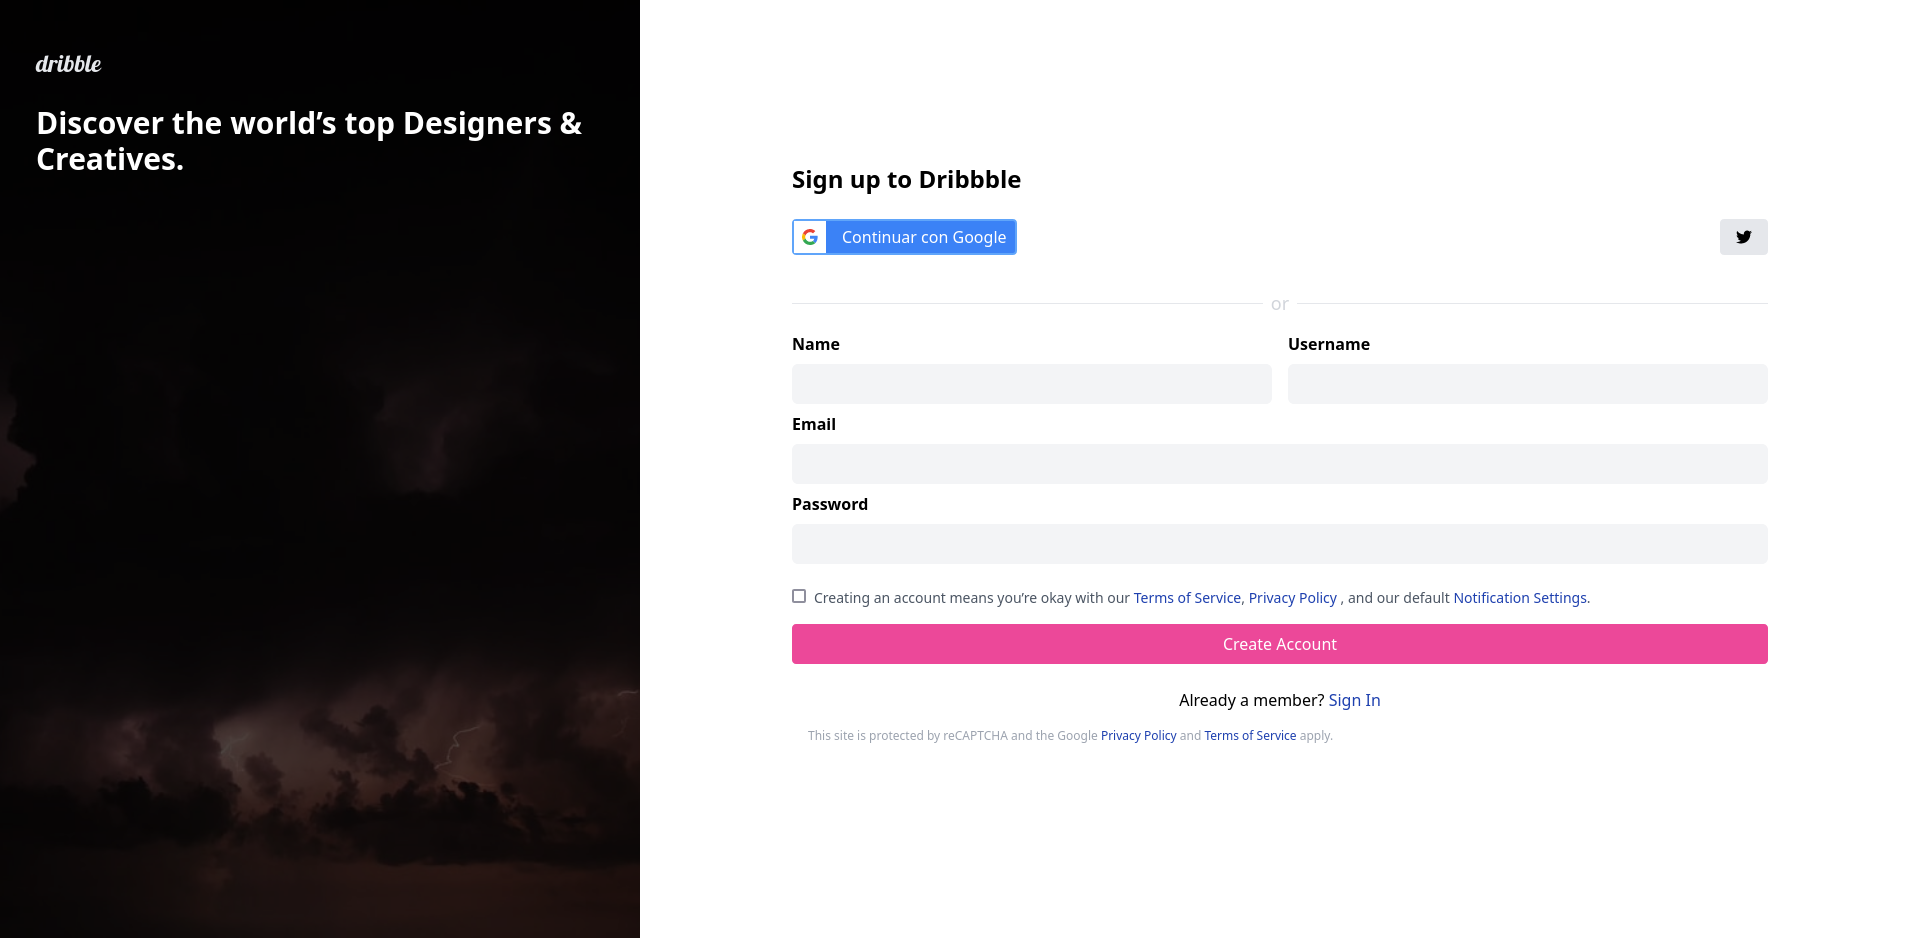 dribble
Discover the world’s top Designers &
Creatives.
Sign up to Dribbble
Continuar con Google
or
Name
Username
Email
Password
Creating an account means you’re okay with our Terms of Service, Privacy Policy , and our default Notification Settings.
Create Account
Already a member? Sign In
This site is protected by reCAPTCHA and the Google Privacy Policy and Terms of Service apply.